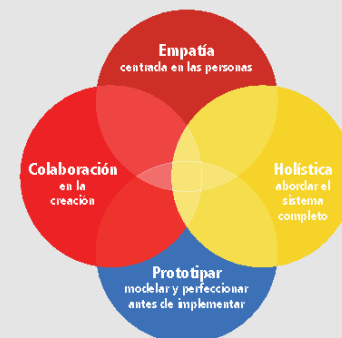 Empatía
centrada en las personas
Colaboración
en la
creación
Holística
abordar el
sistema
completo
Prototipar
modelar y perfeccionar
antes de implementar